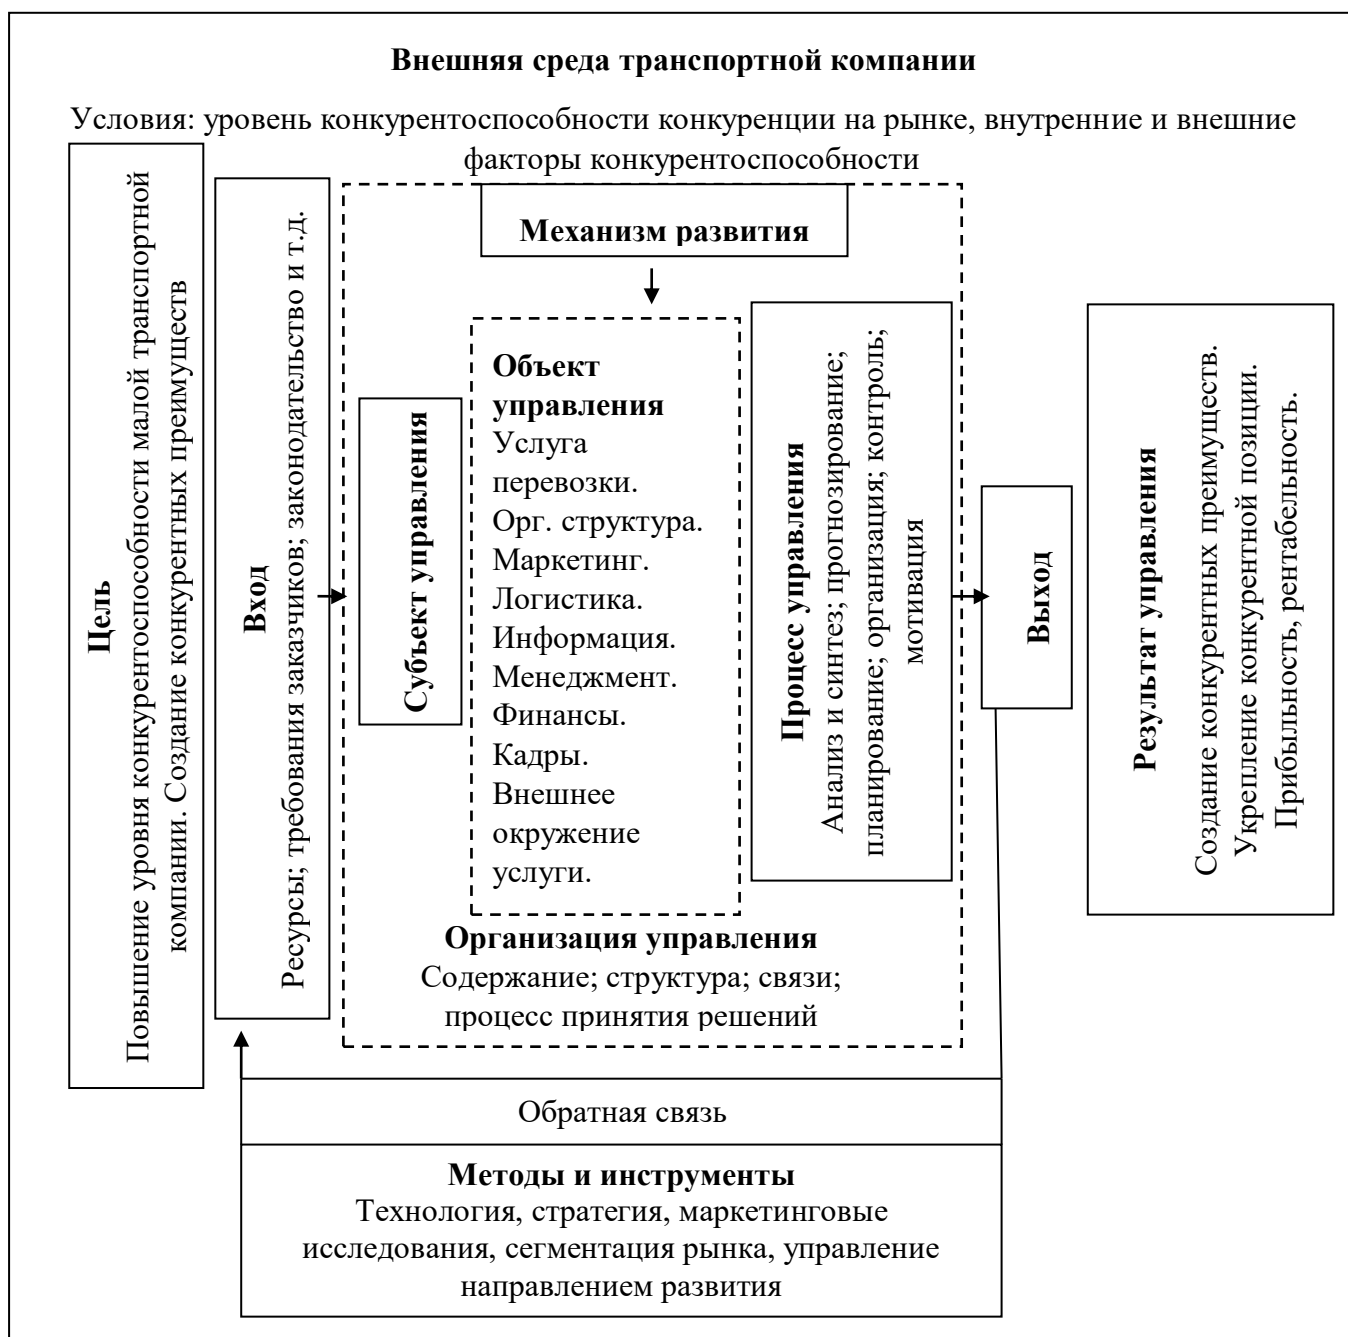 Внешняя среда транспортной компании
Условия: уровень конкурентоспособности конкуренции на рынке, внутренние и внешние
факторы конкурентоспособности
Цель
Повышение уровня конкурентоспособности малой транспортной
компании. Создание конкурентных преимуществ
Вход
Ресурсы; требования заказчиков; законодательство и т.д.
Механизм развития
Субъект управления
Объект
управления
Услуга
перевозки.
Орг. структура.
Маркетинг.
Логистика.
Информация.
Менеджмент.
Финансы.
Кадры.
Внешнее
окружение
услуги.
Процесс управления
Анализ и синтез; прогнозирование;
планирование; организация; контроль;
мотивация
Организация управления
Содержание; структура; связи;
процесс принятия решений
Выход
Результат управления
Создание конкурентных преимуществ.
Укрепление конкурентной позиции.
Прибыльность, рентабельность.
Обратная связь
Методы и инструменты
Технология, стратегия, маркетинговые
исследования, сегментация рынка, управление
направлением развития